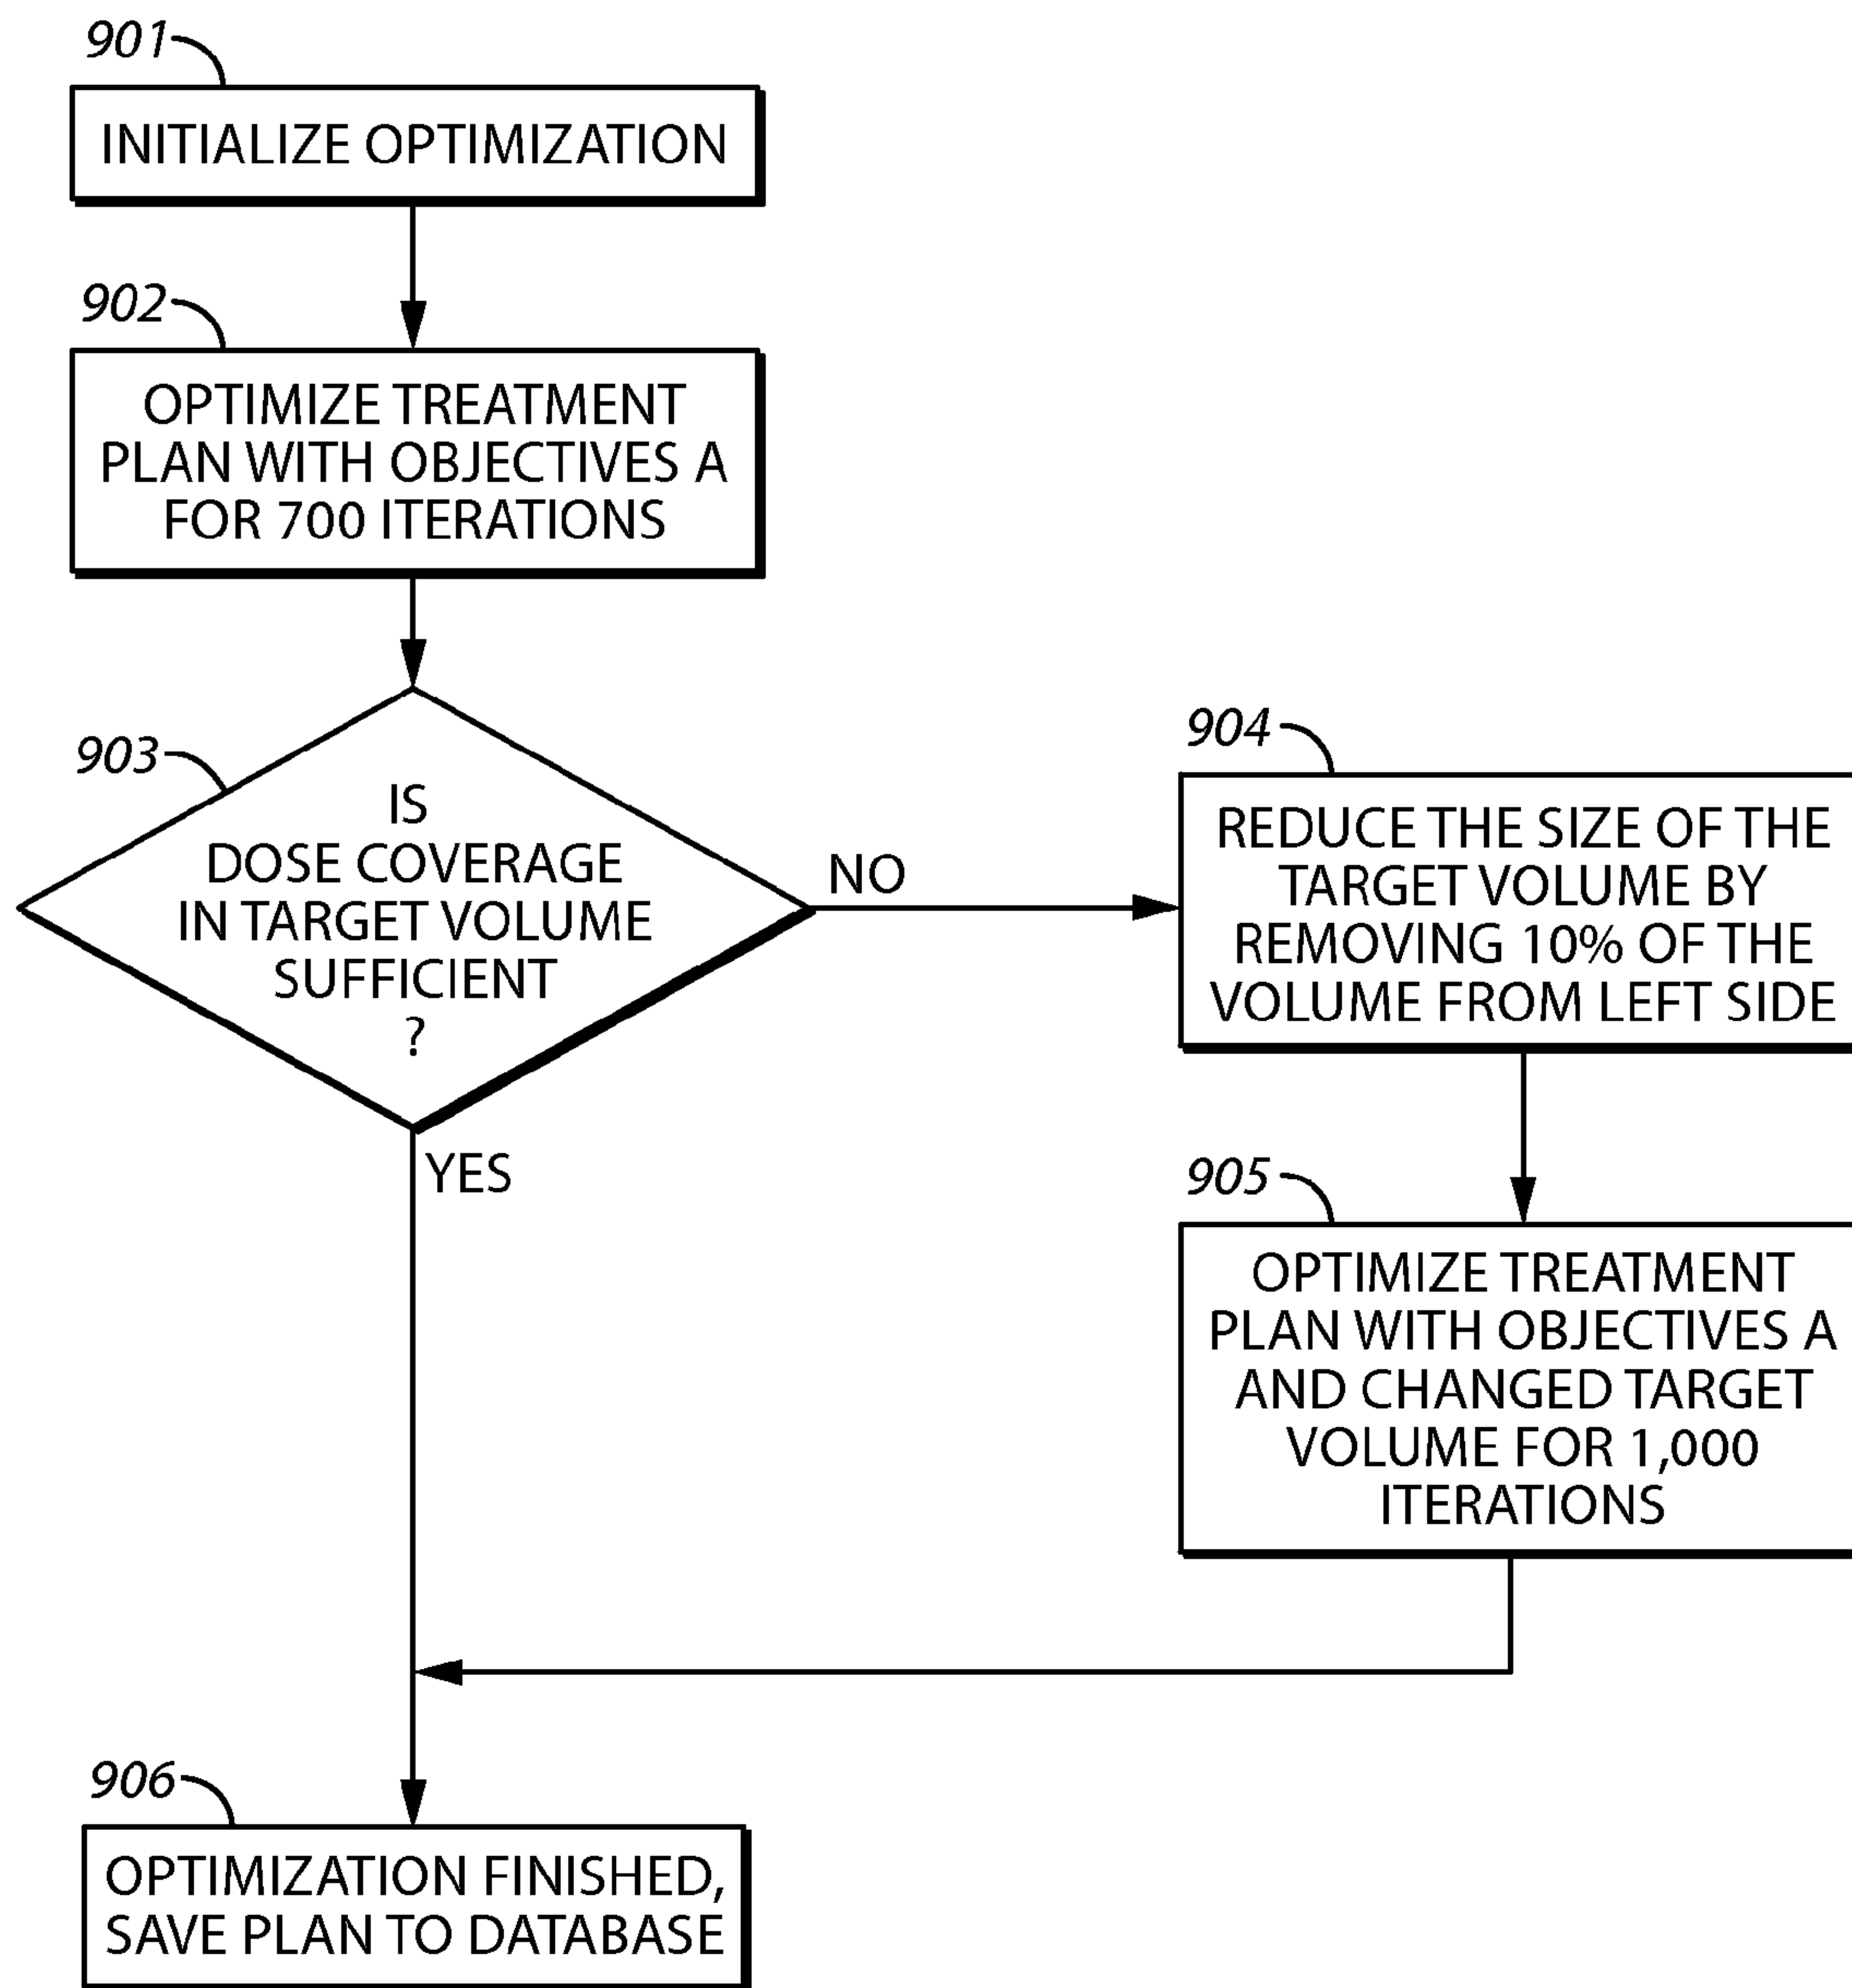 901
INITIALIZE OPTIMIZATION
902
OPTIMIZE TREATMENT
PLAN WITH OBJECTIVES A
FOR 700 ITERATIONS
903
IS
DOSE COVERAGE
IN TARGET VOLUME
SUFFICIENT
?
NO
YES
904
REDUCE THE SIZE OF THE
TARGET VOLUME BY
REMOVING 10% OF THE
VOLUME FROM LEFT SIDE
905
OPTIMIZE TREATMENT
PLAN WITH OBJECTIVES A
AND CHANGED TARGET
VOLUME FOR 1,000
ITERATIONS
906
OPTIMIZATION FINISHED,
SAVE PLAN TO DATABASE